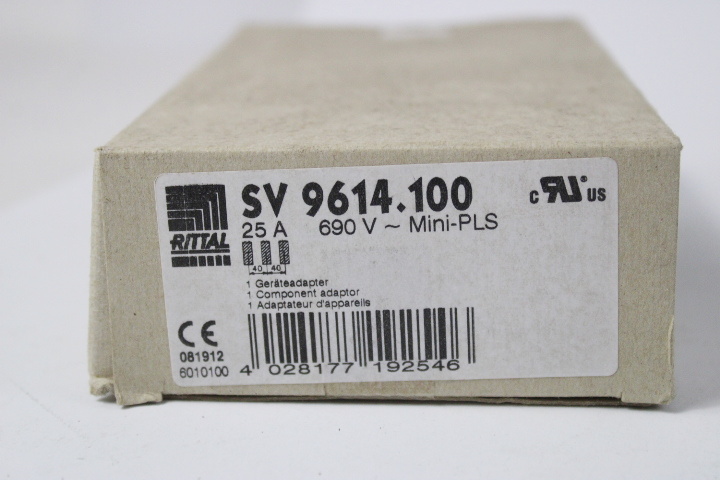 RITTAL
SV 9614.100
25 A 690 V ~ Mini-PLS
40 40
1 Geräteadapter
1 Component adaptor
1 Adaptateur d'appareils
c RU® US
CE
081912
6010100
4 028177 192546